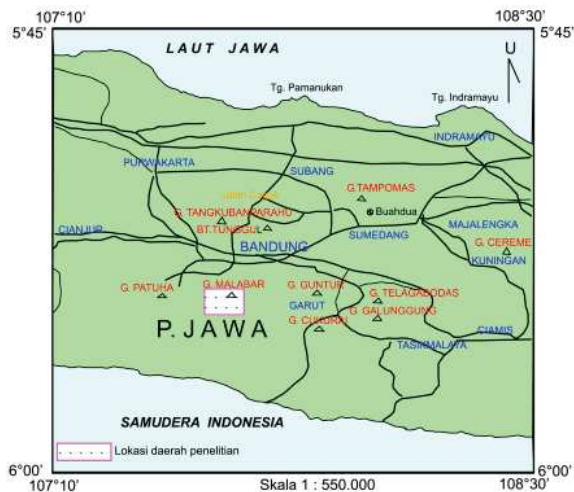 107°10' 108°30'
5°45' 5°45'
LAUT JAWA
U
Tg. Pamanukan
Tg. Indramayu
INDRAMAYU
PURWAKARTA
SUBANG
G.TAMPOMAS
G. TANGKUBANPARAHU
Buahdua
BT.TUNGGUL
MAJALENGKA
CIANJUR
SUMEDANG
BANDUNG
G. CEREME
KUNINGAN
G. PATUHA
G. MALABAR
G. GUNTUR
G. TELAGABODAS
GARUT
G. GALUNGGUNG
P. JAWA
G. CIKURAI
CIAMIS
TASIKMALAYA
SAMUDERA INDONESIA
Lokasi daerah penelitian
6°00' 6°00'
107°10' Skala 1 : 550.000 108°30'